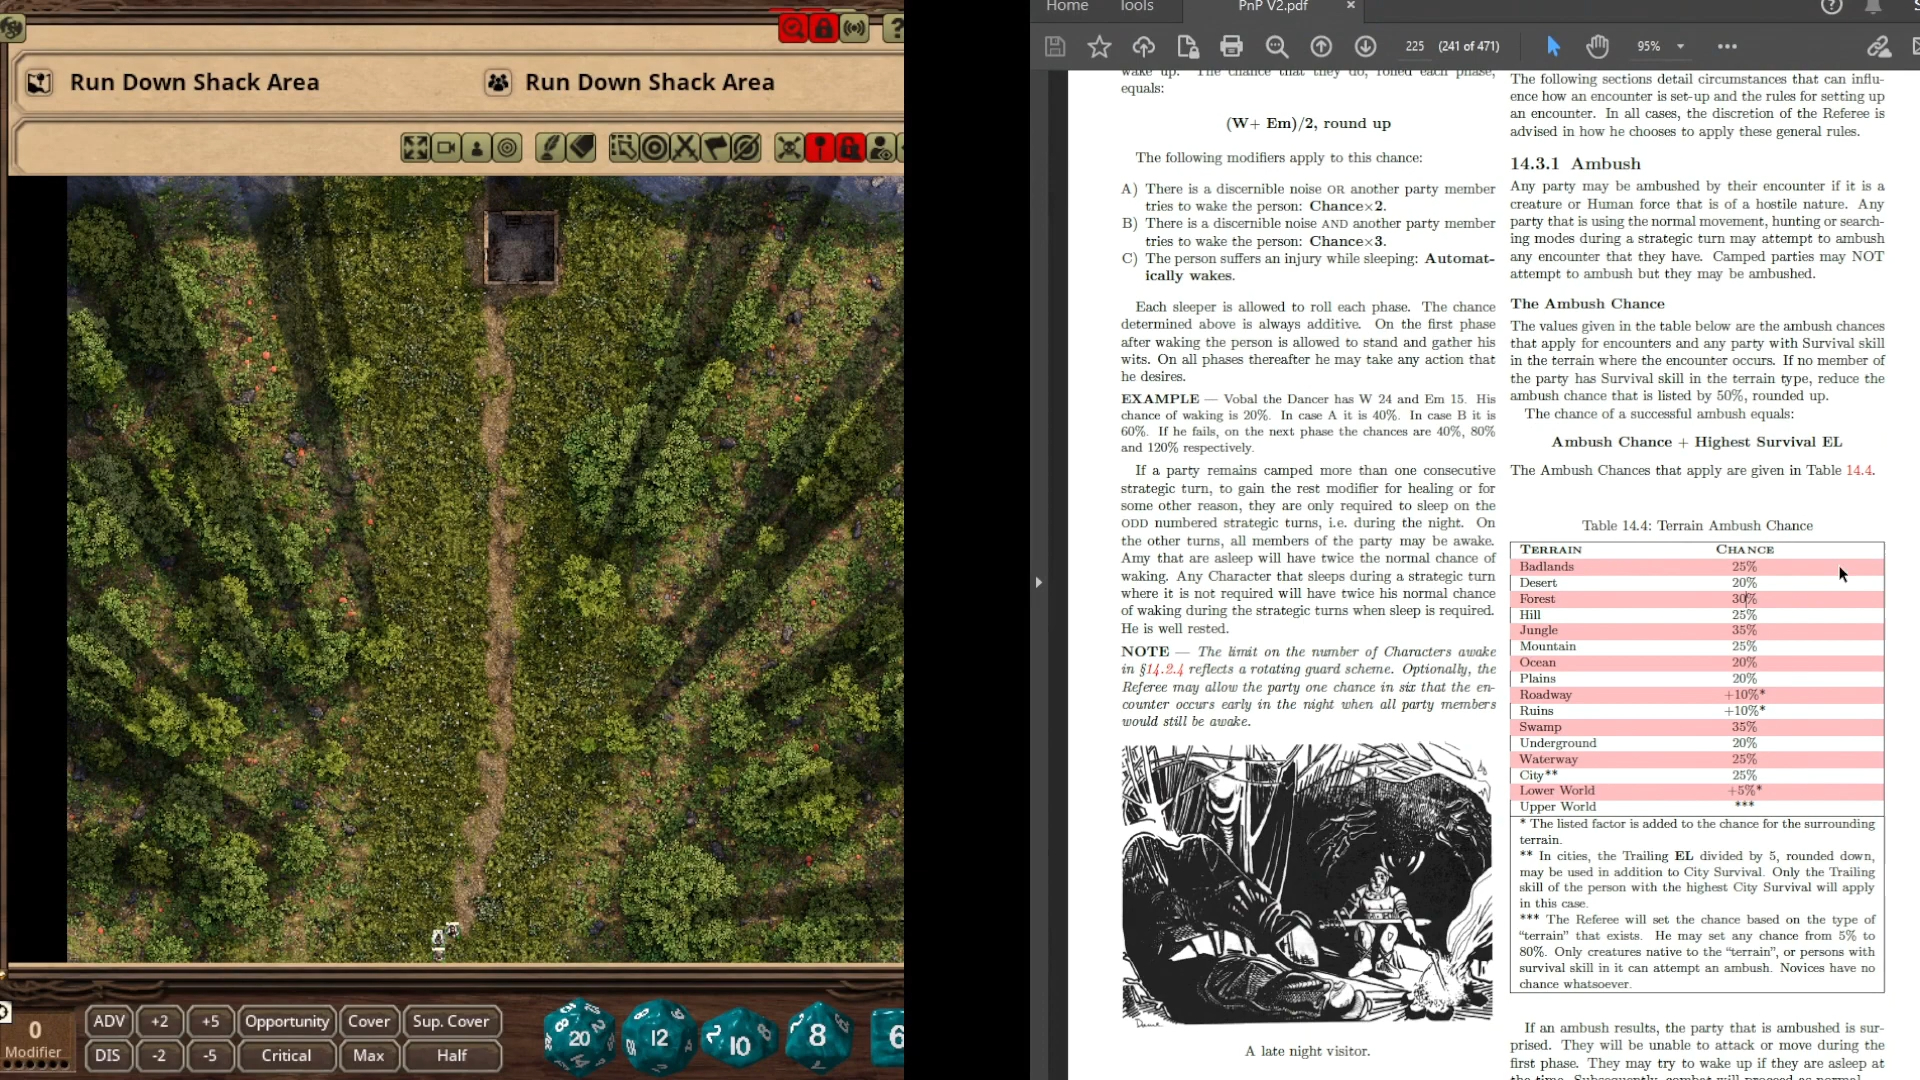 Run Down Shack Area
Run Down Shack Area
0
Modifier
ADV
+2
+5
Opportunity
Cover
Sup. Cover
DIS
-2
-5
Critical
Max
Half
20
12
10
8
6
Home
Tools
PnP V2.pdf
×
225
(241 of 471)
95%
wake up. The chance that they do, rolled each phase,
equals:
(W+ Em)/2, round up
The following modifiers apply to this chance:
A) There is a discernible noise OR another party member
tries to wake the person: Chance×2.
B) There is a discernible noise AND another party member
tries to wake the person: Chance×3.
C) The person suffers an injury while sleeping: Automat-
ically wakes.
Each sleeper is allowed to roll each phase. The chance
determined above is always additive. On the first phase
after waking the person is allowed to stand and gather his
wits. On all phases thereafter he may take any action that
he desires.
EXAMPLE — Vobal the Dancer has W 24 and Em 15. His
chance of waking is 20%. In case A it is 40%. In case B it is
60%. If he fails, on the next phase the chances are 40%, 80%
and 120% respectively.
If a party remains camped more than one consecutive
strategic turn, to gain the rest modifier for healing or for
some other reason, they are only required to sleep on the
ODD numbered strategic turns, i.e. during the night. On
the other turns, all members of the party may be awake.
Amy that are asleep will have twice the normal chance of
waking. Any Character that sleeps during a strategic turn
where it is not required will have twice his normal chance
of waking during the strategic turns when sleep is required.
He is well rested.
NOTE — The limit on the number of Characters awake
in §14.2.4 reflects a rotating guard scheme. Optionally, the
Referee may allow the party one chance in six that the en-
counter occurs early in the night when all party members
would still be awake.
A late night visitor.
The following sections detail circumstances that can influ-
ence how an encounter is set-up and the rules for setting up
an encounter. In all cases, the discretion of the Referee is
advised in how he chooses to apply these general rules.
14.3.1 Ambush
Any party may be ambushed by their encounter if it is a
creature or Human force that is of a hostile nature. Any
party that is using the normal movement, hunting or search-
ing modes during a strategic turn may attempt to ambush
any encounter that they have. Camped parties may NOT
attempt to ambush but they may be ambushed.
The Ambush Chance
The values given in the table below are the ambush chances
that apply for encounters and any party with Survival skill
in the terrain where the encounter occurs. If no member of
the party has Survival skill in the terrain type, reduce the
ambush chance that is listed by 50%, rounded up.
The chance of a successful ambush equals:
Ambush Chance + Highest Survival EL
The Ambush Chances that apply are given in Table 14.4.
Table 14.4: Terrain Ambush Chance
TERRAIN CHANCE
Badlands 25%
Desert 20%
Forest 30%
Hill 25%
Jungle 35%
Mountain 25%
Ocean 20%
Plains 20%
Roadway +10%*
Ruins +10%*
Swamp 35%
Underground 20%
Waterway 25%
City** 25%
Lower World +5%*
Upper World ***
* The listed factor is added to the chance for the surrounding
terrain.
** In cities, the Trailing EL divided by 5, rounded down,
may be used in addition to City Survival. Only the Trailing
skill of the person with the highest City Survival will apply
in this case.
*** The Referee will set the chance based on the type of
“terrain” that exists. He may set any chance from 5% to
80%. Only creatures native to the “terrain”, or persons with
survival skill in it can attempt an ambush. Novices have no
chance whatsoever.
If an ambush results, the party that is ambushed is sur-
prised. They will be unable to attack or move during the
first phase. They may try to wake up if they are asleep at
the time. Subsequently, combat will proceed as normal.